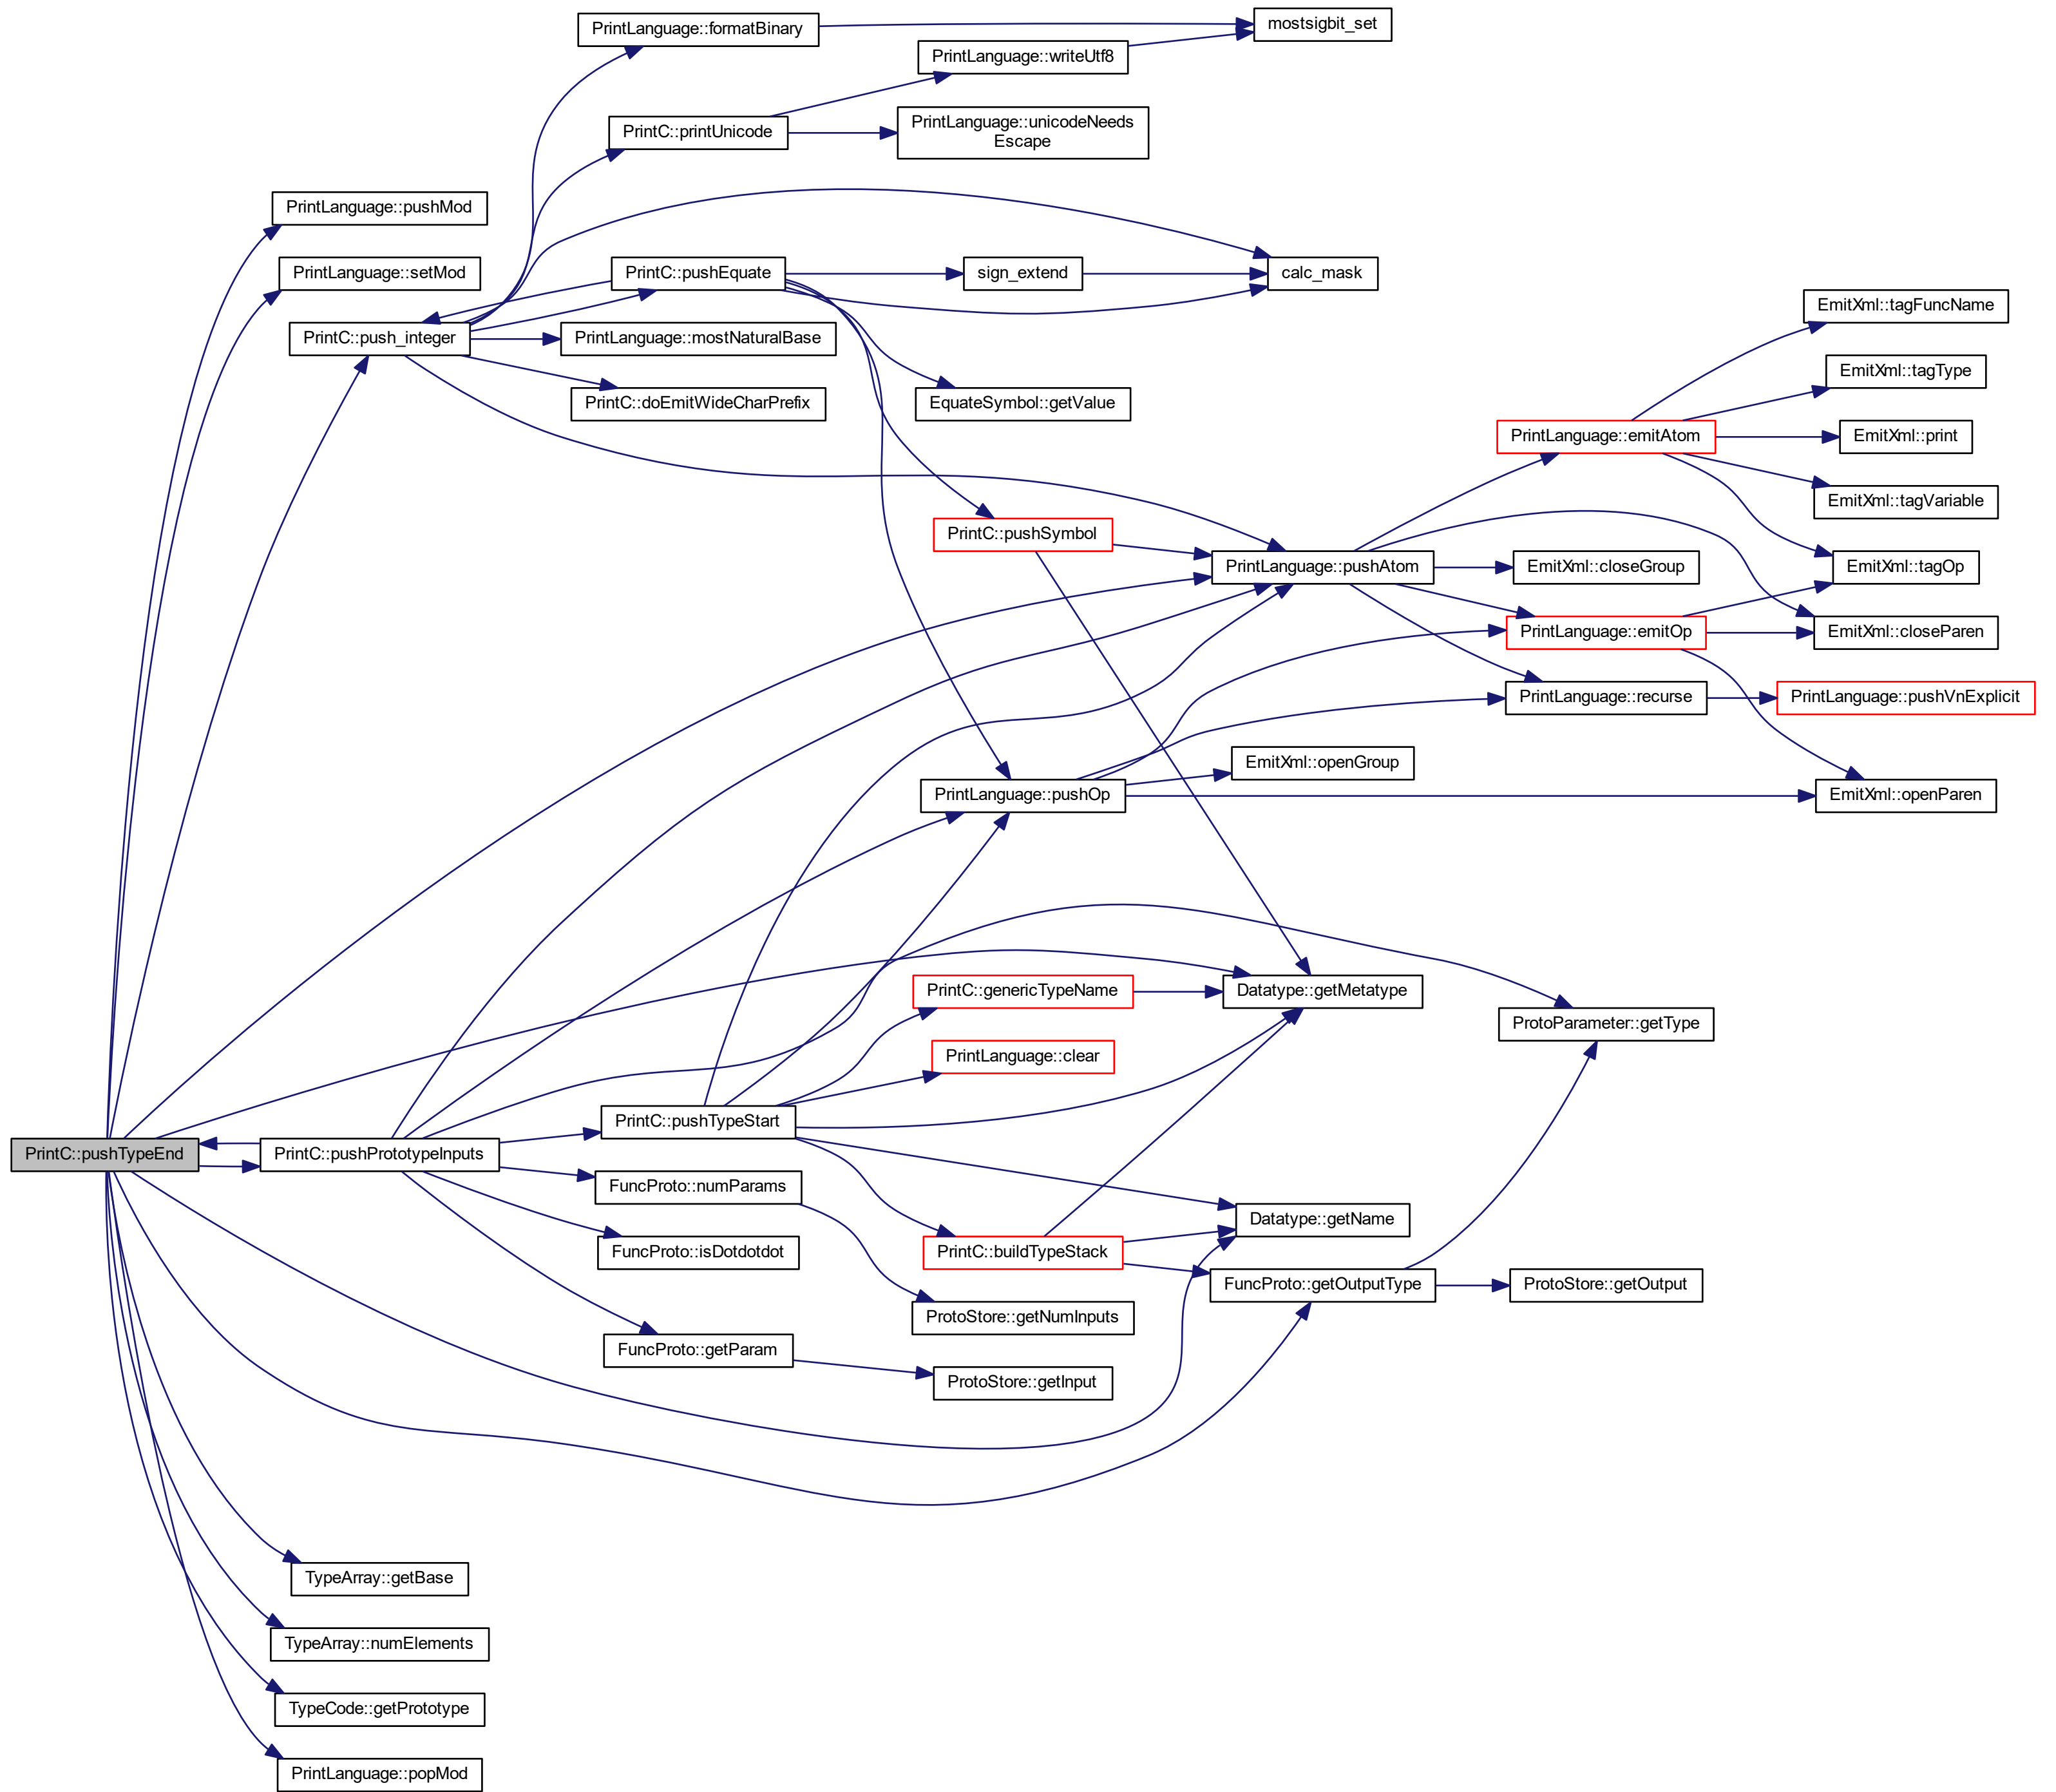 PrintLanguage::formatBinary
mostsigbit_set
PrintLanguage::writeUtf8
PrintC::printUnicode
PrintLanguage::unicodeNeeds
Escape
PrintLanguage::pushMod
PrintLanguage::setMod
PrintC::pushEquate
sign_extend
calc_mask
EmitXml::tagFuncName
PrintC::push_integer
PrintLanguage::mostNaturalBase
EmitXml::tagType
PrintC::doEmitWideCharPrefix
EquateSymbol::getValue
PrintLanguage::emitAtom
EmitXml::print
EmitXml::tagVariable
PrintC::pushSymbol
PrintLanguage::pushAtom
EmitXml::closeGroup
EmitXml::tagOp
PrintLanguage::emitOp
EmitXml::closeParen
PrintLanguage::recurse
PrintLanguage::pushVnExplicit
EmitXml::openGroup
PrintLanguage::pushOp
EmitXml::openParen
PrintC::genericTypeName
Datatype::getMetatype
ProtoParameter::getType
PrintLanguage::clear
PrintC::pushTypeStart
PrintC::pushTypeEnd
PrintC::pushPrototypeInputs
FuncProto::numParams
Datatype::getName
FuncProto::isDotdotdot
PrintC::buildTypeStack
FuncProto::getOutputType
ProtoStore::getOutput
ProtoStore::getNumInputs
FuncProto::getParam
ProtoStore::getInput
TypeArray::getBase
TypeArray::numElements
TypeCode::getPrototype
PrintLanguage::popMod